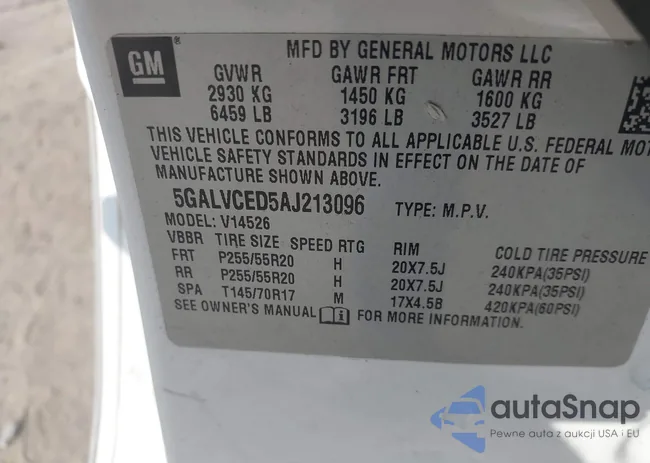 GM
MFD BY GENERAL MOTORS LLC
GVWR GAWR FRT GAWR RR
2930 KG 1450 KG 1600 KG
6459 LB 3196 LB 3527 LB
THIS VEHICLE CONFORMS TO ALL APPLICABLE U.S. FEDERAL MOT
VEHICLE SAFETY STANDARDS IN EFFECT ON THE DATE OF
MANUFACTURE SHOWN ABOVE.
5GALVCED5AJ213096 TYPE: M.P.V.
MODEL: V14526
VBBR TIRE SIZE SPEED RTG RIM COLD TIRE PRESSURE
FRT P255/55R20 H 20X7.5J 240KPA(35PSI)
RR P255/55R20 H 20X7.5J 240KPA(35PSI)
SPA T145/70R17 M 17X4.5B 420KPA(60PSI)
SEE OWNER'S MANUAL i FOR MORE INFORMATION.
autoSnap
Pewne auta z aukcji USA i EU